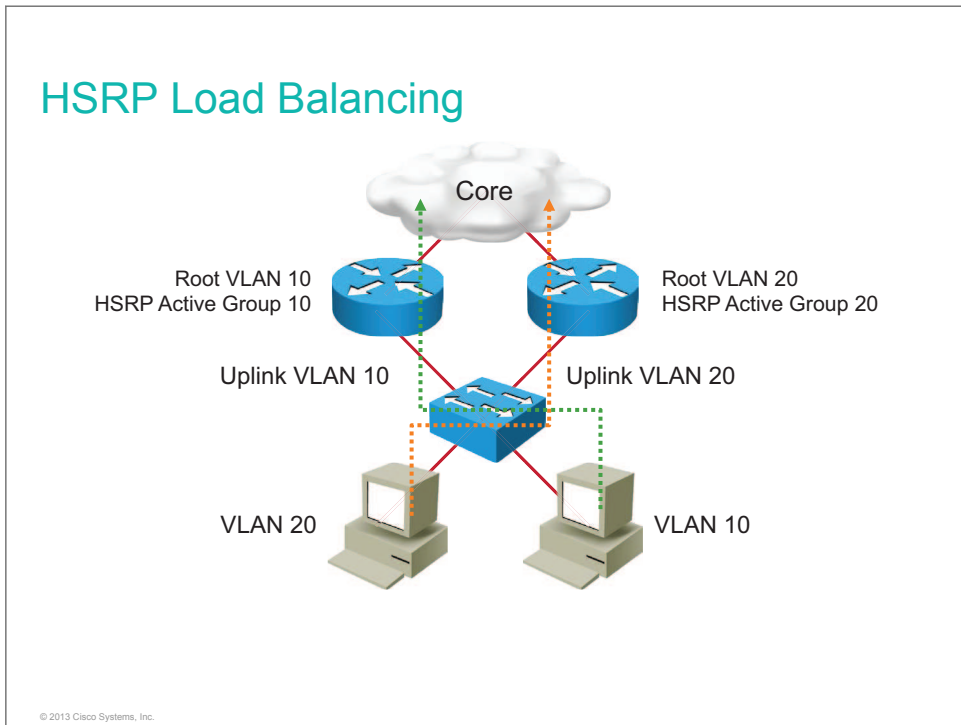 HSRP Load Balancing
Core
Root VLAN 10
HSRP Active Group 10
Root VLAN 20
HSRP Active Group 20
Uplink VLAN 10
Uplink VLAN 20
VLAN 20
VLAN 10
© 2013 Cisco Systems, Inc.